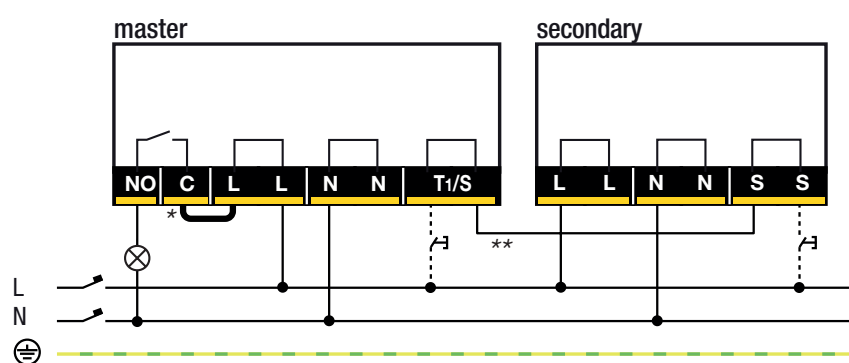 master
secondary
NO C L L N N T1/S
L L N N S S
*
**
L
N